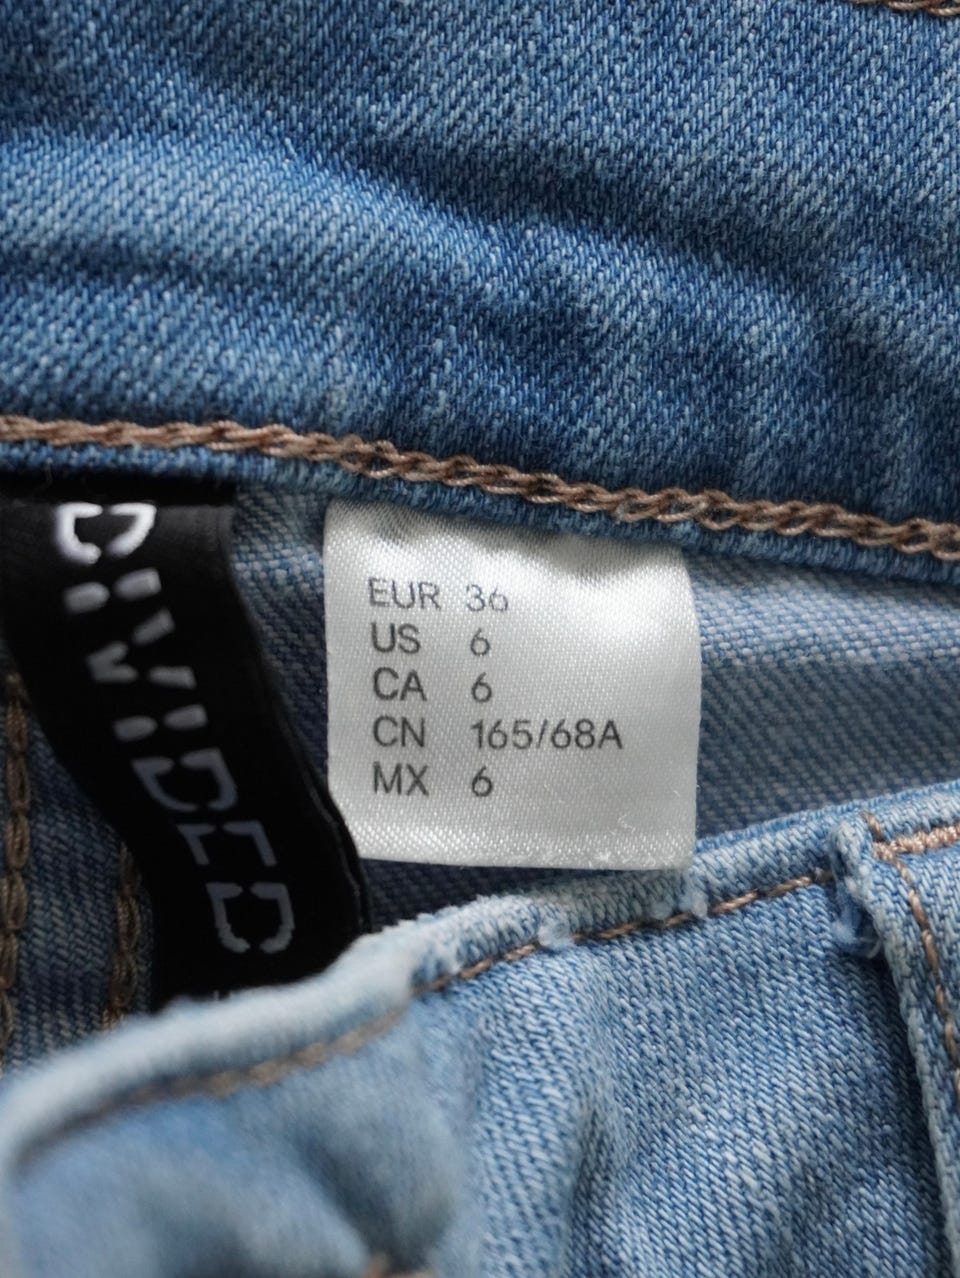 DIVIDED
EUR 36
US 6
CA 6
CN 165/68A
MX 6